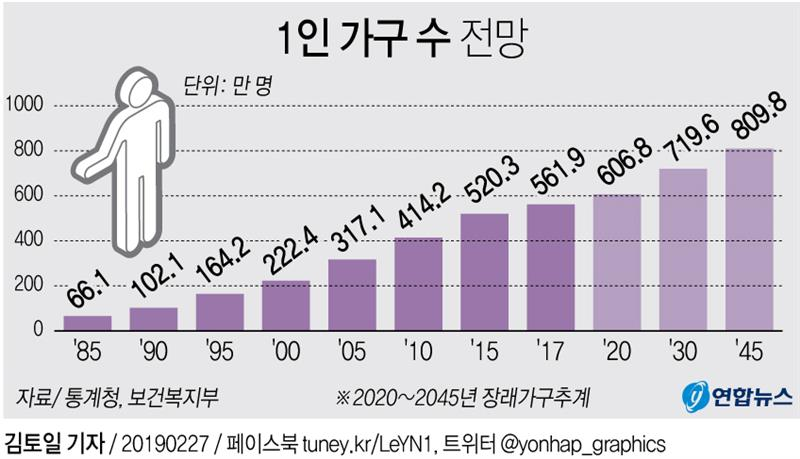 1인 가구 수 전망
단위: 만 명
1000
800
600
400
200
0
66.1 102.1 164.2 222.4 317.1 414.2 520.3 561.9 606.8 719.6 809.8
'85 '90 '95 '00 '05 '10 '15 '17 '20 '30 '45
자료/ 통계청, 보건복지부 ※2020～2045년 장래가구추계 y 연합뉴스
김토일 기자 / 20190227 / 페이스북 tuney.kr/LeYN1, 트위터 @yonhap_graphics